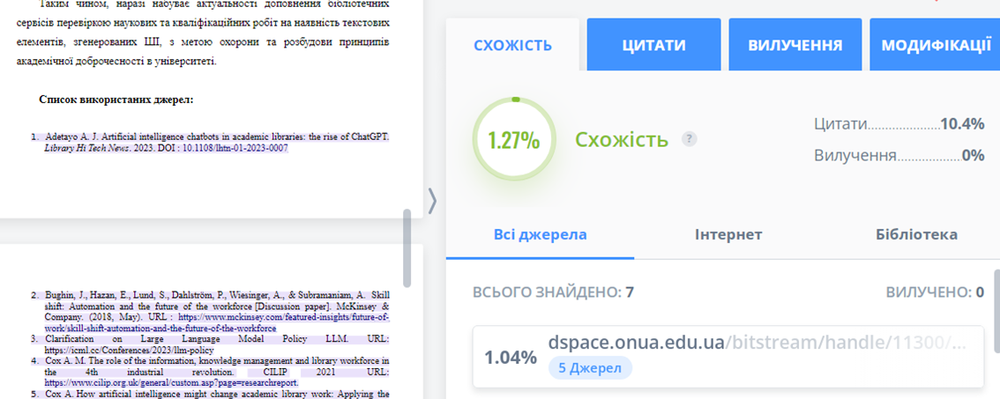 Таким чином, наразі набуває актуальності доповнення бібліотечних
сервісів перевіркою наукових та кваліфікаційних робіт на наявність текстових
елементів, згенерованих ШІ, з метою охорони та розбудови принципів
академічної доброчесності в університеті.
Список використаних джерел:
1. Adetayo A. J. Artificial intelligence chatbots in academic libraries: the rise of ChatGPT.
Library Hi Tech News. 2023. DOI : 10.1108/lhtn-01-2023-0007
2. Bughin, J., Hazan, E., Lund, S., Dahlström, P., Wiesinger, A., & Subramaniam, A. Skill
shift: Automation and the future of the workforce [Discussion paper]. McKinsey &
Company. (2018, May). URL : https://www.mckinsey.com/featured-insights/future-of-
work/skill-shift-automation-and-the-future-of-the-workforce
3. Clarification on Large Language Model Policy LLM. URL:
https://icml.cc/Conferences/2023/llm-policy
4. Cox A. M. The role of the information, knowledge management and library workforce in
the 4th industrial revolution. CILIP 2021 URL:
https://www.cilip.org.uk/general/custom.asp?page=researchreport.
5. Cox A. How artificial intelligence might change academic library work: Applying the
СХОЖІСТЬ
ЦИТАТИ
ВИЛУЧЕННЯ
МОДИФІКАЦІЇ
1.27%
Схожість ?
Цитати....................10.4%
Вилучення..................0%
Всі джерела
Інтернет
Бібліотека
ВСЬОГО ЗНАЙДЕНО: 7
ВИЛУЧЕНО: 0
1.04%
dspace.onua.edu.ua/bitstream/handle/11300/...
5 Джерел